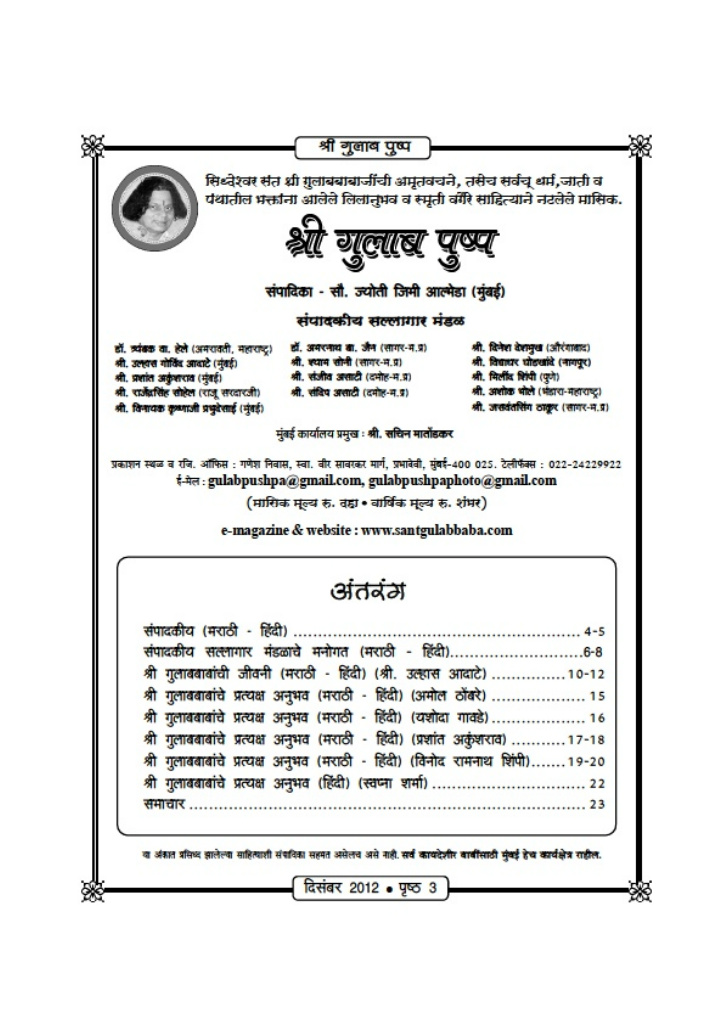 श्री गुलाब पुष्प
सिध्देश्वर संत श्री गुलाबबाबाजींची अमृतवचने, तसेच सर्वच धर्म,जाती व
पंथातील भक्तांना आलेले लिलानुभव व स्मृती वगैरे साहित्याने नटलेले मासिक.
श्री गुलाब पुष्प
संपादिका - सौ. ज्योती जिमी आल्मेडा (मुंबई)
संपादकीय सल्लागार मंडळ
डॉ. त्र्यंबक वा. हेले (अमरावती, महाराष्ट्र)
श्री. उल्हास गोविंद आदाटे (मुंबई)
श्री. प्रशांत अकुंशराव (मुंबई)
श्री. राजेंद्रसिंह सोहेल (राजू सरदारजी)
श्री. विनायक कृष्णाजी प्रभुदेसाई (मुंबई)
डॉ. अमरनाथ बा. जैन (सागर-म.प्र)
श्री. श्याम सोनी (सागर-म.प्र)
श्री. संजीव असाटी (दमोह-म.प्र)
श्री. संदिप असाटी (दमोह-म.प्र)
श्री. दिनेश देशमुख (औरंगाबाद)
श्री. विद्याधर घोडखांदे (नागपूर)
श्री. मिलींद शिंपी (पुणे)
श्री. अशोक भोले (भंडारा-महाराष्ट्र)
श्री. जसवंतसिंग ठाकूर (सागर-म.प्र)
मुंबई कार्यालय प्रमुख : श्री. सचिन मातोंडकर
प्रकाशन स्थळ व रजि. ऑफिस : गणेश निवास, स्वा. वीर सावरकर मार्ग, प्रभादेवी, मुंबई-400 025. टेलीफॅक्स : 022-24229922
ई-मेल : gulabpushpa@gmail.com, gulabpushpaphoto@gmail.com
(मासिक मूल्य रु. दहा • वार्षिक मूल्य रु. शंभर)
e-magazine & website : www.santgulabbaba.com
अंतरंग
संपादकीय (मराठी - हिंदी) .......................................................... 4-5
संपादकीय सल्लागार मंडळाचे मनोगत (मराठी - हिंदी)...........................6-8
श्री गुलाबबाबांची जीवनी (मराठी - हिंदी) (श्री. उल्हास आदाटे) ............... 10-12
श्री गुलाबबाबांचे प्रत्यक्ष अनुभव (मराठी - हिंदी) (अमोल ठोंबरे) ................... 15
श्री गुलाबबाबांचे प्रत्यक्ष अनुभव (मराठी - हिंदी) (यशोदा गावडे)................... 16
श्री गुलाबबाबांचे प्रत्यक्ष अनुभव (मराठी - हिंदी) (प्रशांत अकुंशराव) ........... 17-18
श्री गुलाबबाबांचे प्रत्यक्ष अनुभव (मराठी - हिंदी) (विनोद रामनाथ शिंपी).......19-20
श्री गुलाबबाबांचे प्रत्यक्ष अनुभव (हिंदी) (स्वप्ना शर्मा) ............................... 22
समाचार ................................................................................ 23
या अंकात प्रसिध्द झालेल्या साहित्याशी संपादिका सहमत असेलच असे नाही. सर्व कायदेशीर बाबींसाठी मुंबई हेच कार्यक्षेत्र राहील.
दिसंबर 2012 • पृष्ठ 3